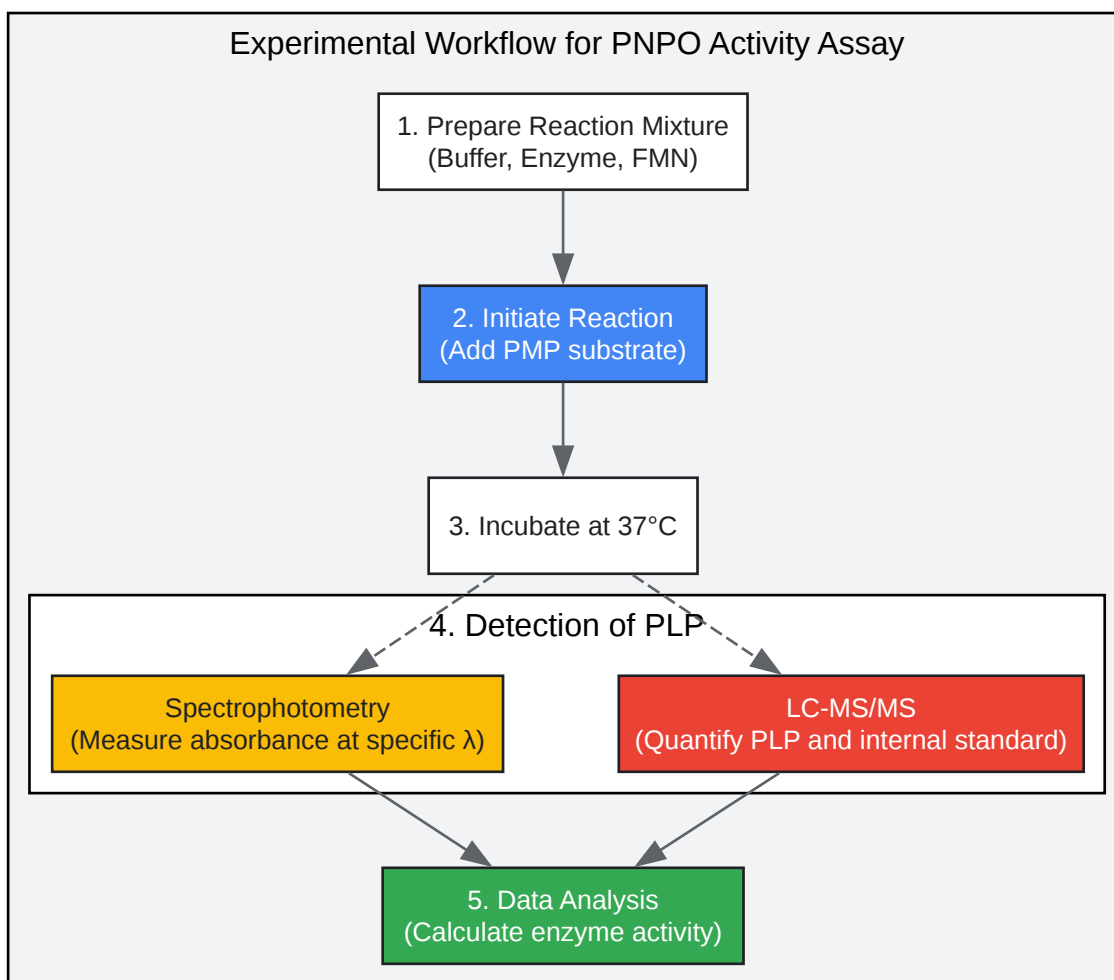 Experimental Workflow for PNPO Activity Assay
1. Prepare Reaction Mixture
(Buffer, Enzyme, FMN)
2. Initiate Reaction
(Add PMP substrate)
3. Incubate at 37°C
4. Detection of PLP
Spectrophotometry
(Measure absorbance at specific λ)
LC-MS/MS
(Quantify PLP and internal standard)
5. Data Analysis
(Calculate enzyme activity)